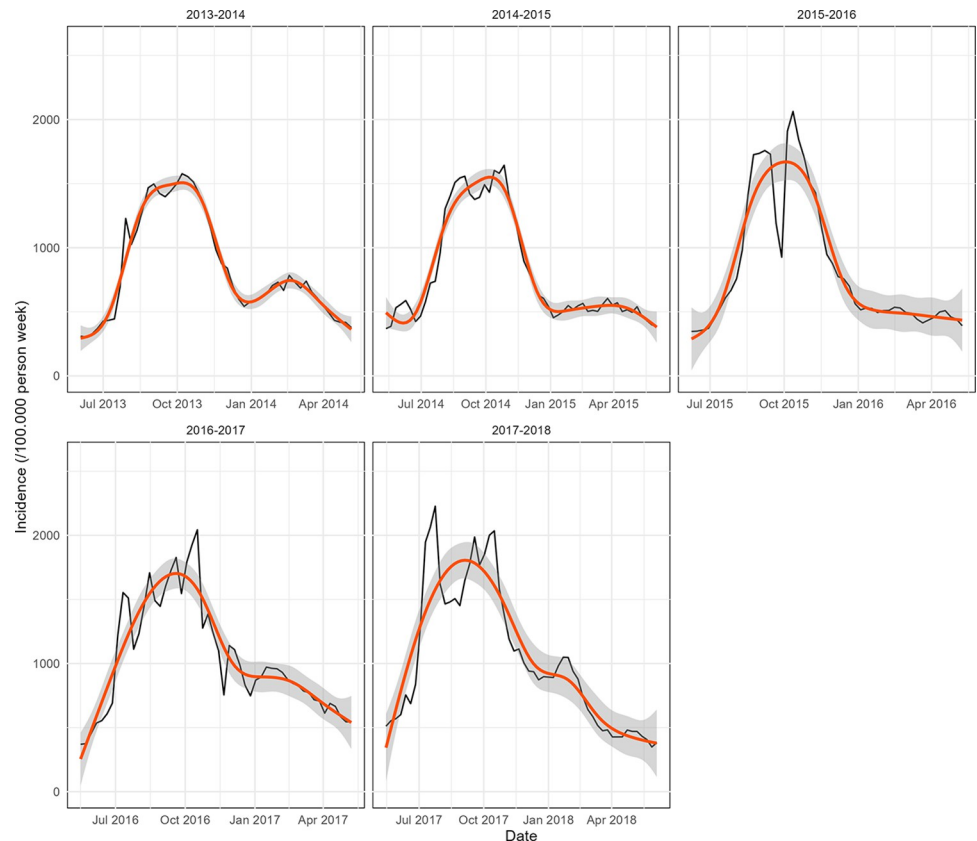 2013-2014
2014-2015
2015-2016
2000
1000
0
Jul 2013 Oct 2013 Jan 2014 Apr 2014
Jul 2014 Oct 2014 Jan 2015 Apr 2015
Jul 2015 Oct 2015 Jan 2016 Apr 2016
Incidence (/100.000 person week)
2016-2017
2017-2018
2000
1000
0
Jul 2016 Oct 2016 Jan 2017 Apr 2017
Jul 2017 Oct 2017 Jan 2018 Apr 2018
Date